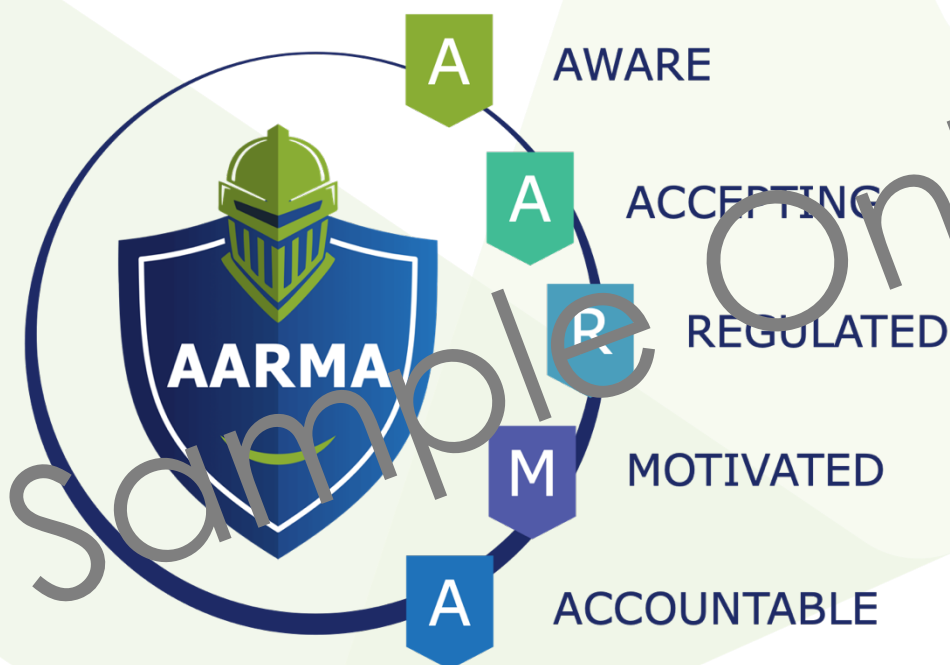 A AWARE
A ACCEPTING
R REGULATED
AARMA
M MOTIVATED
A ACCOUNTABLE
Sample On